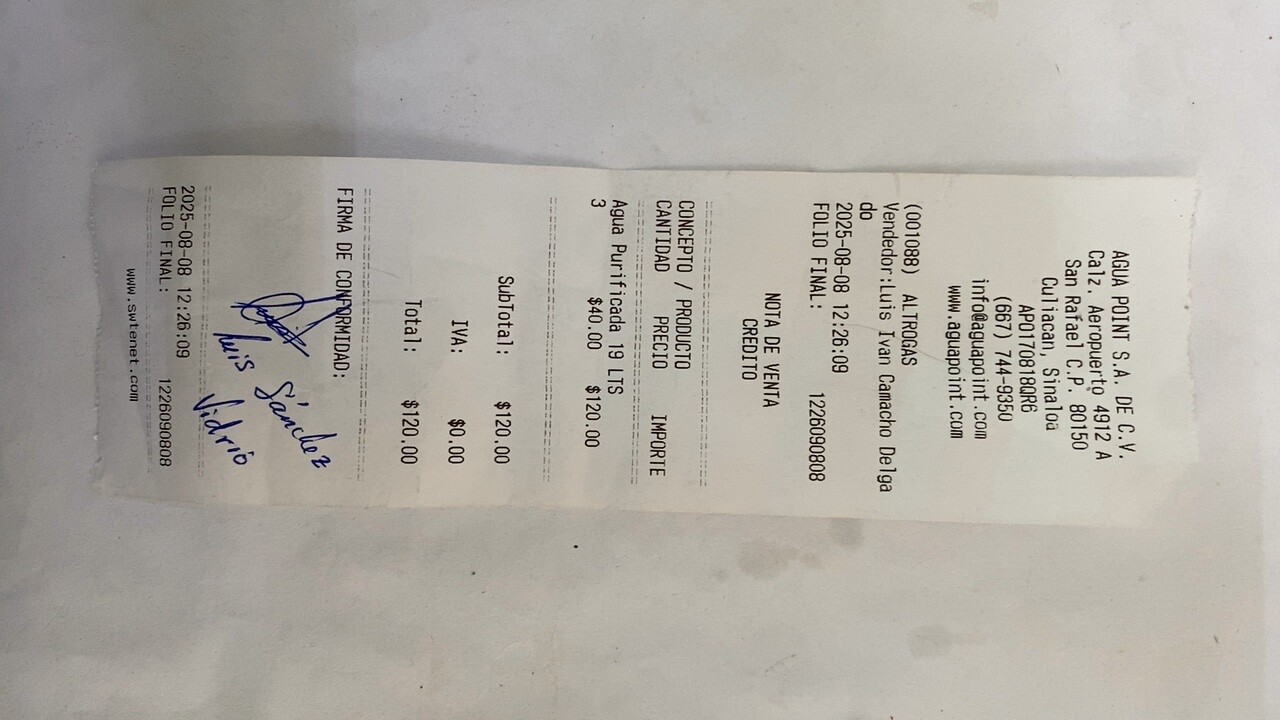 AGUA POINT S.A. DE C.V.
Calz. Aeropuerto 4912 A
San Rafael C.P. 80150
Culiacan, Sinaloa
APO170818QR6
(667) 744-9350
info@aguapoint.com
www.aguapoint.com
(001088) ALTROGAS
Vendedor:Luis Ivan Camacho Delga
do
2025-08-08 12:26:09
FOLIO FINAL: 1226090808
NOTA DE VENTA
CREDITO
CONCEPTO / PRODUCTO
CANTIDAD PRECIO IMPORTE
Agua Purificada 19 LTS
3 $40.00 $120.00
SubTotal: $120.00
IVA: $0.00
Total: $120.00
FIRMA DE CONFORMIDAD:
Luis Sánchez
Vidrio
2025-08-08 12:26:09
FOLIO FINAL: 1226090808
www.swtenet.com